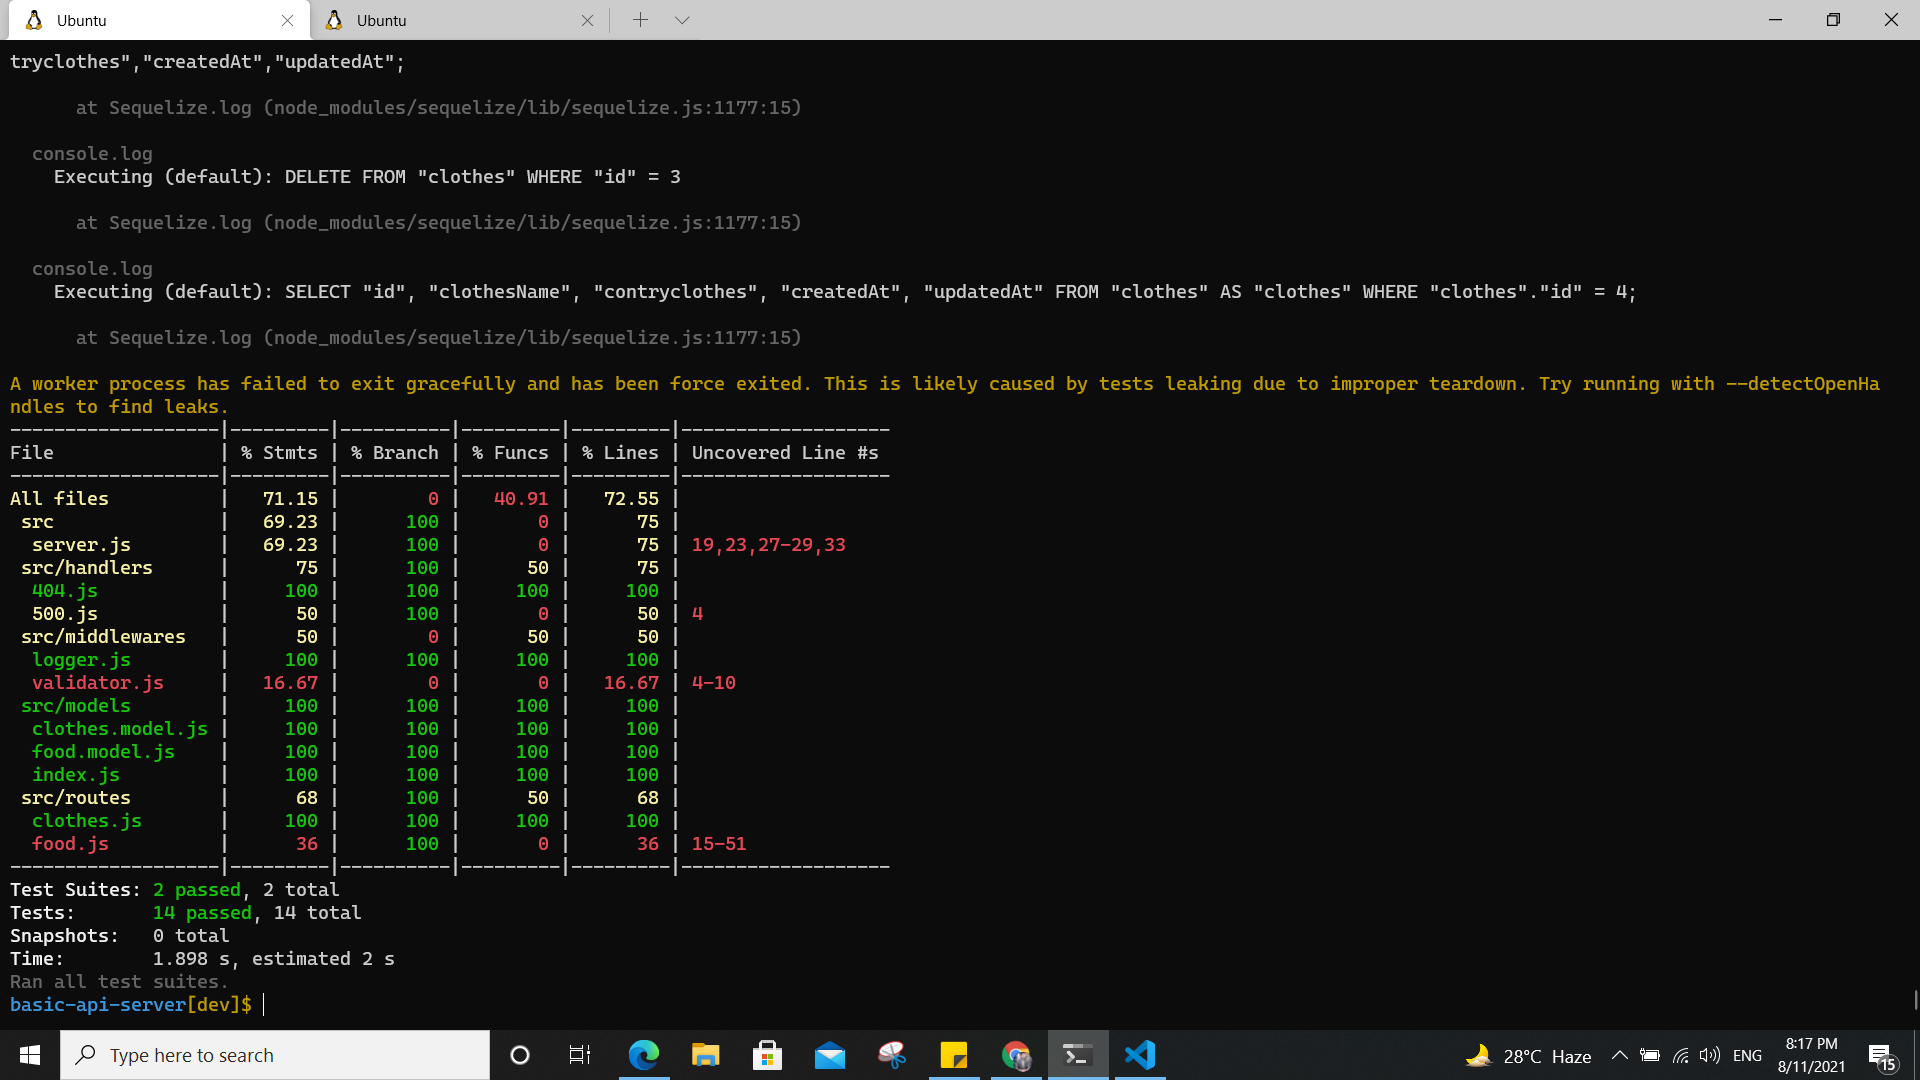 Ubuntu
Ubuntu
tryclothes","createdAt","updatedAt";
at Sequelize.log (node_modules/sequelize/lib/sequelize.js:1177:15)
console.log
Executing (default): DELETE FROM "clothes" WHERE "id" = 3
at Sequelize.log (node_modules/sequelize/lib/sequelize.js:1177:15)
console.log
Executing (default): SELECT "id", "clothesName", "contryclothes", "createdAt", "updatedAt" FROM "clothes" AS "clothes" WHERE "clothes"."id" = 4;
at Sequelize.log (node_modules/sequelize/lib/sequelize.js:1177:15)
A worker process has failed to exit gracefully and has been force exited. This is likely caused by tests leaking due to improper teardown. Try running with --detectOpenHa
ndles to find leaks.
-------------------|---------|----------|---------|---------|-------------------
File | % Stmts | % Branch | % Funcs | % Lines | Uncovered Line #s
-------------------|---------|----------|---------|---------|-------------------
All files | 71.15 | 0 | 40.91 | 72.55 |
src | 69.23 | 100 | 0 | 75 |
server.js | 69.23 | 100 | 0 | 75 | 19,23,27-29,33
src/handlers | 75 | 100 | 50 | 75 |
404.js | 100 | 100 | 100 | 100 |
500.js | 50 | 100 | 0 | 50 | 4
src/middlewares | 50 | 0 | 50 | 50 |
logger.js | 100 | 100 | 100 | 100 |
validator.js | 16.67 | 0 | 0 | 16.67 | 4-10
src/models | 100 | 100 | 100 | 100 |
clothes.model.js | 100 | 100 | 100 | 100 |
food.model.js | 100 | 100 | 100 | 100 |
index.js | 100 | 100 | 100 | 100 |
src/routes | 68 | 100 | 50 | 68 |
clothes.js | 100 | 100 | 100 | 100 |
food.js | 36 | 100 | 0 | 36 | 15-51
-------------------|---------|----------|---------|---------|-------------------
Test Suites: 2 passed, 2 total
Tests: 14 passed, 14 total
Snapshots: 0 total
Time: 1.898 s, estimated 2 s
Ran all test suites.
basic-api-server[dev]$
Type here to search
28°C Haze
ENG
8:17 PM
8/11/2021
15